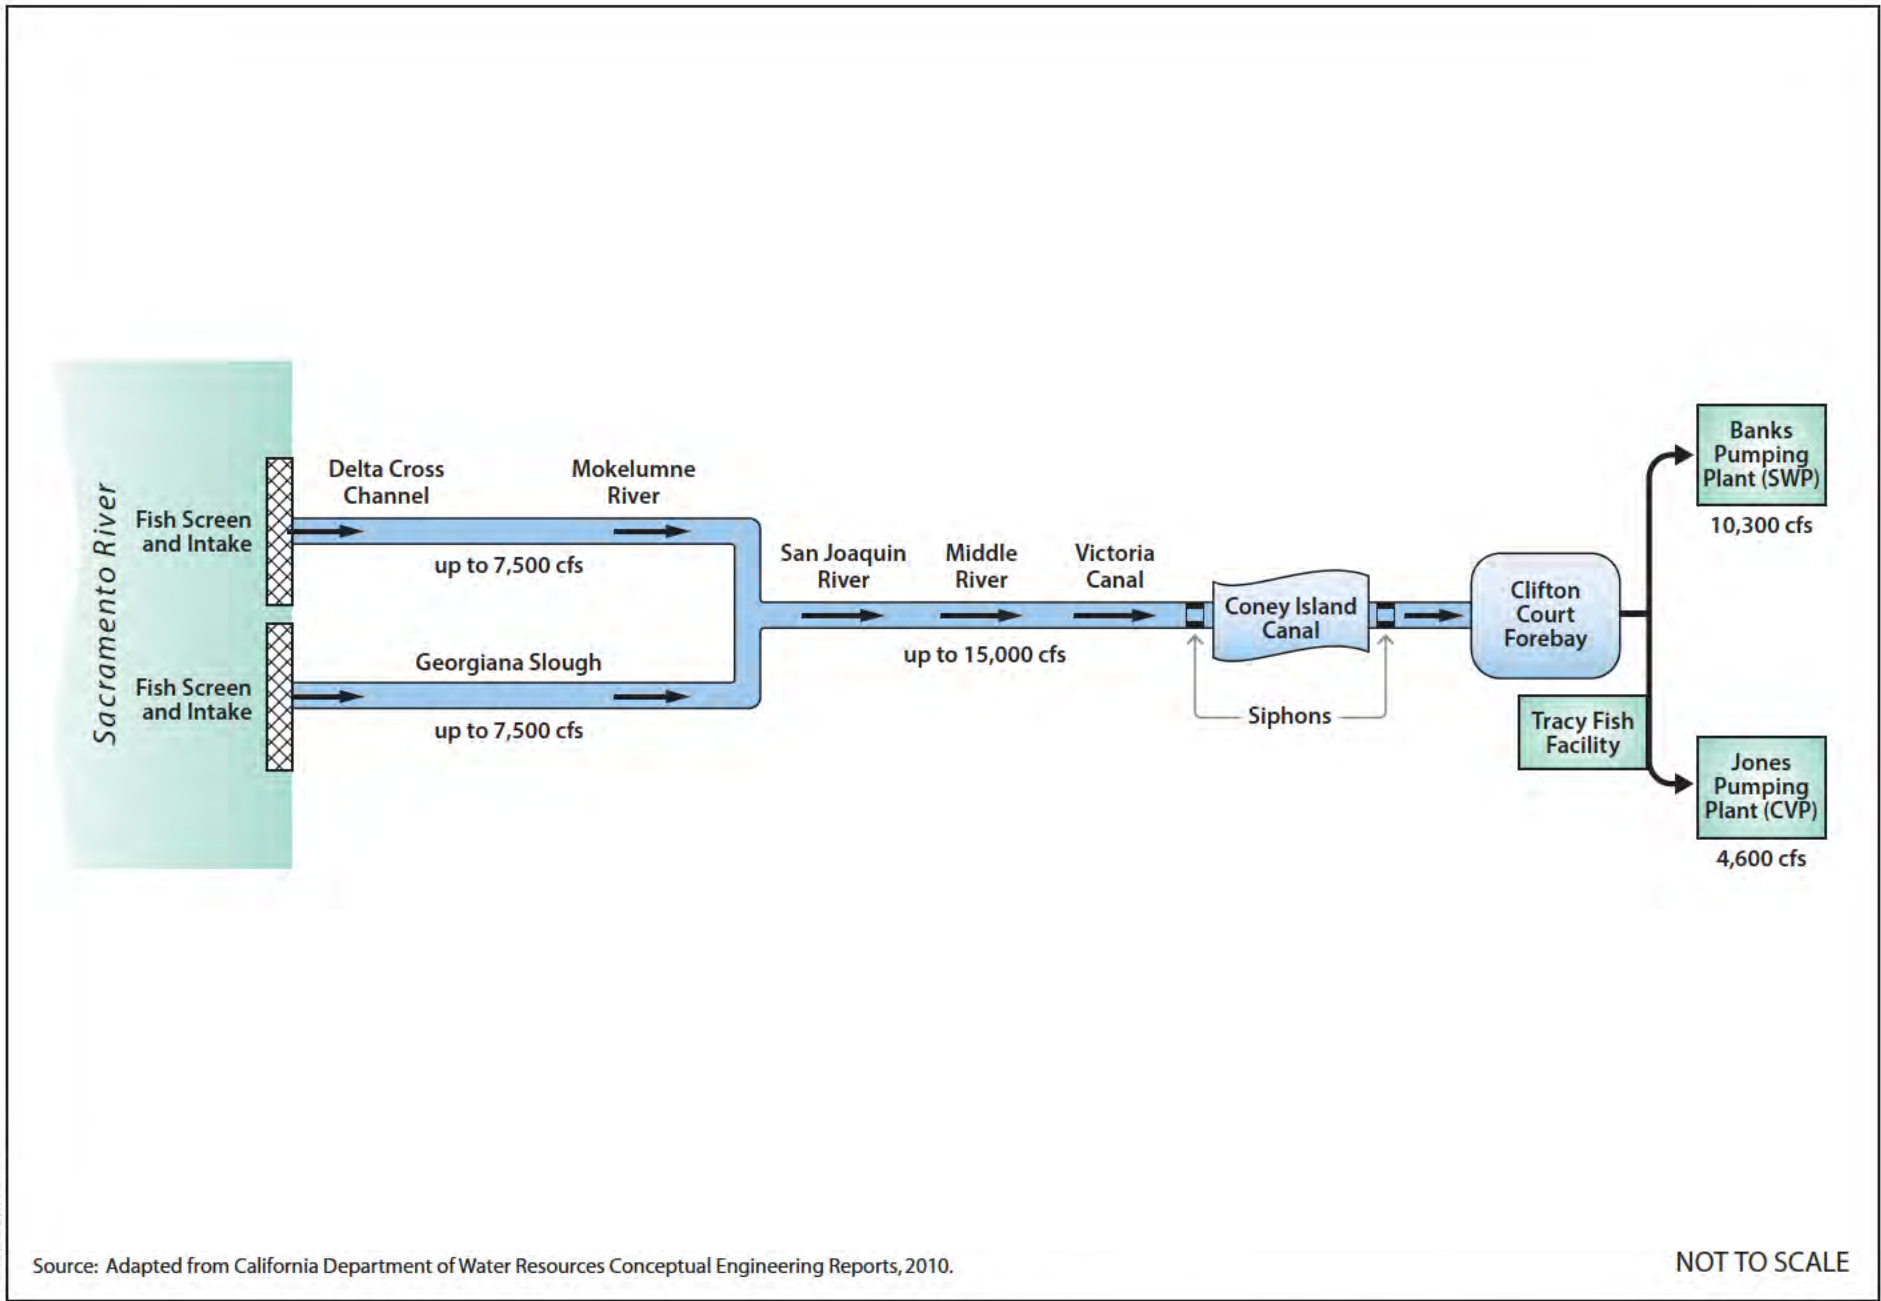 Sacramento River
Fish Screen
and Intake
Fish Screen
and Intake
Delta Cross
Channel
Mokelumne
River
up to 7,500 cfs
Georgiana Slough
up to 7,500 cfs
San Joaquin
River
Middle
River
Victoria
Canal
up to 15,000 cfs
Coney Island
Canal
Siphons
Clifton
Court
Forebay
Tracy Fish
Facility
Banks
Pumping
Plant (SWP)
10,300 cfs
Jones
Pumping
Plant (CVP)
4,600 cfs
Source: Adapted from California Department of Water Resources Conceptual Engineering Reports, 2010.
NOT TO SCALE